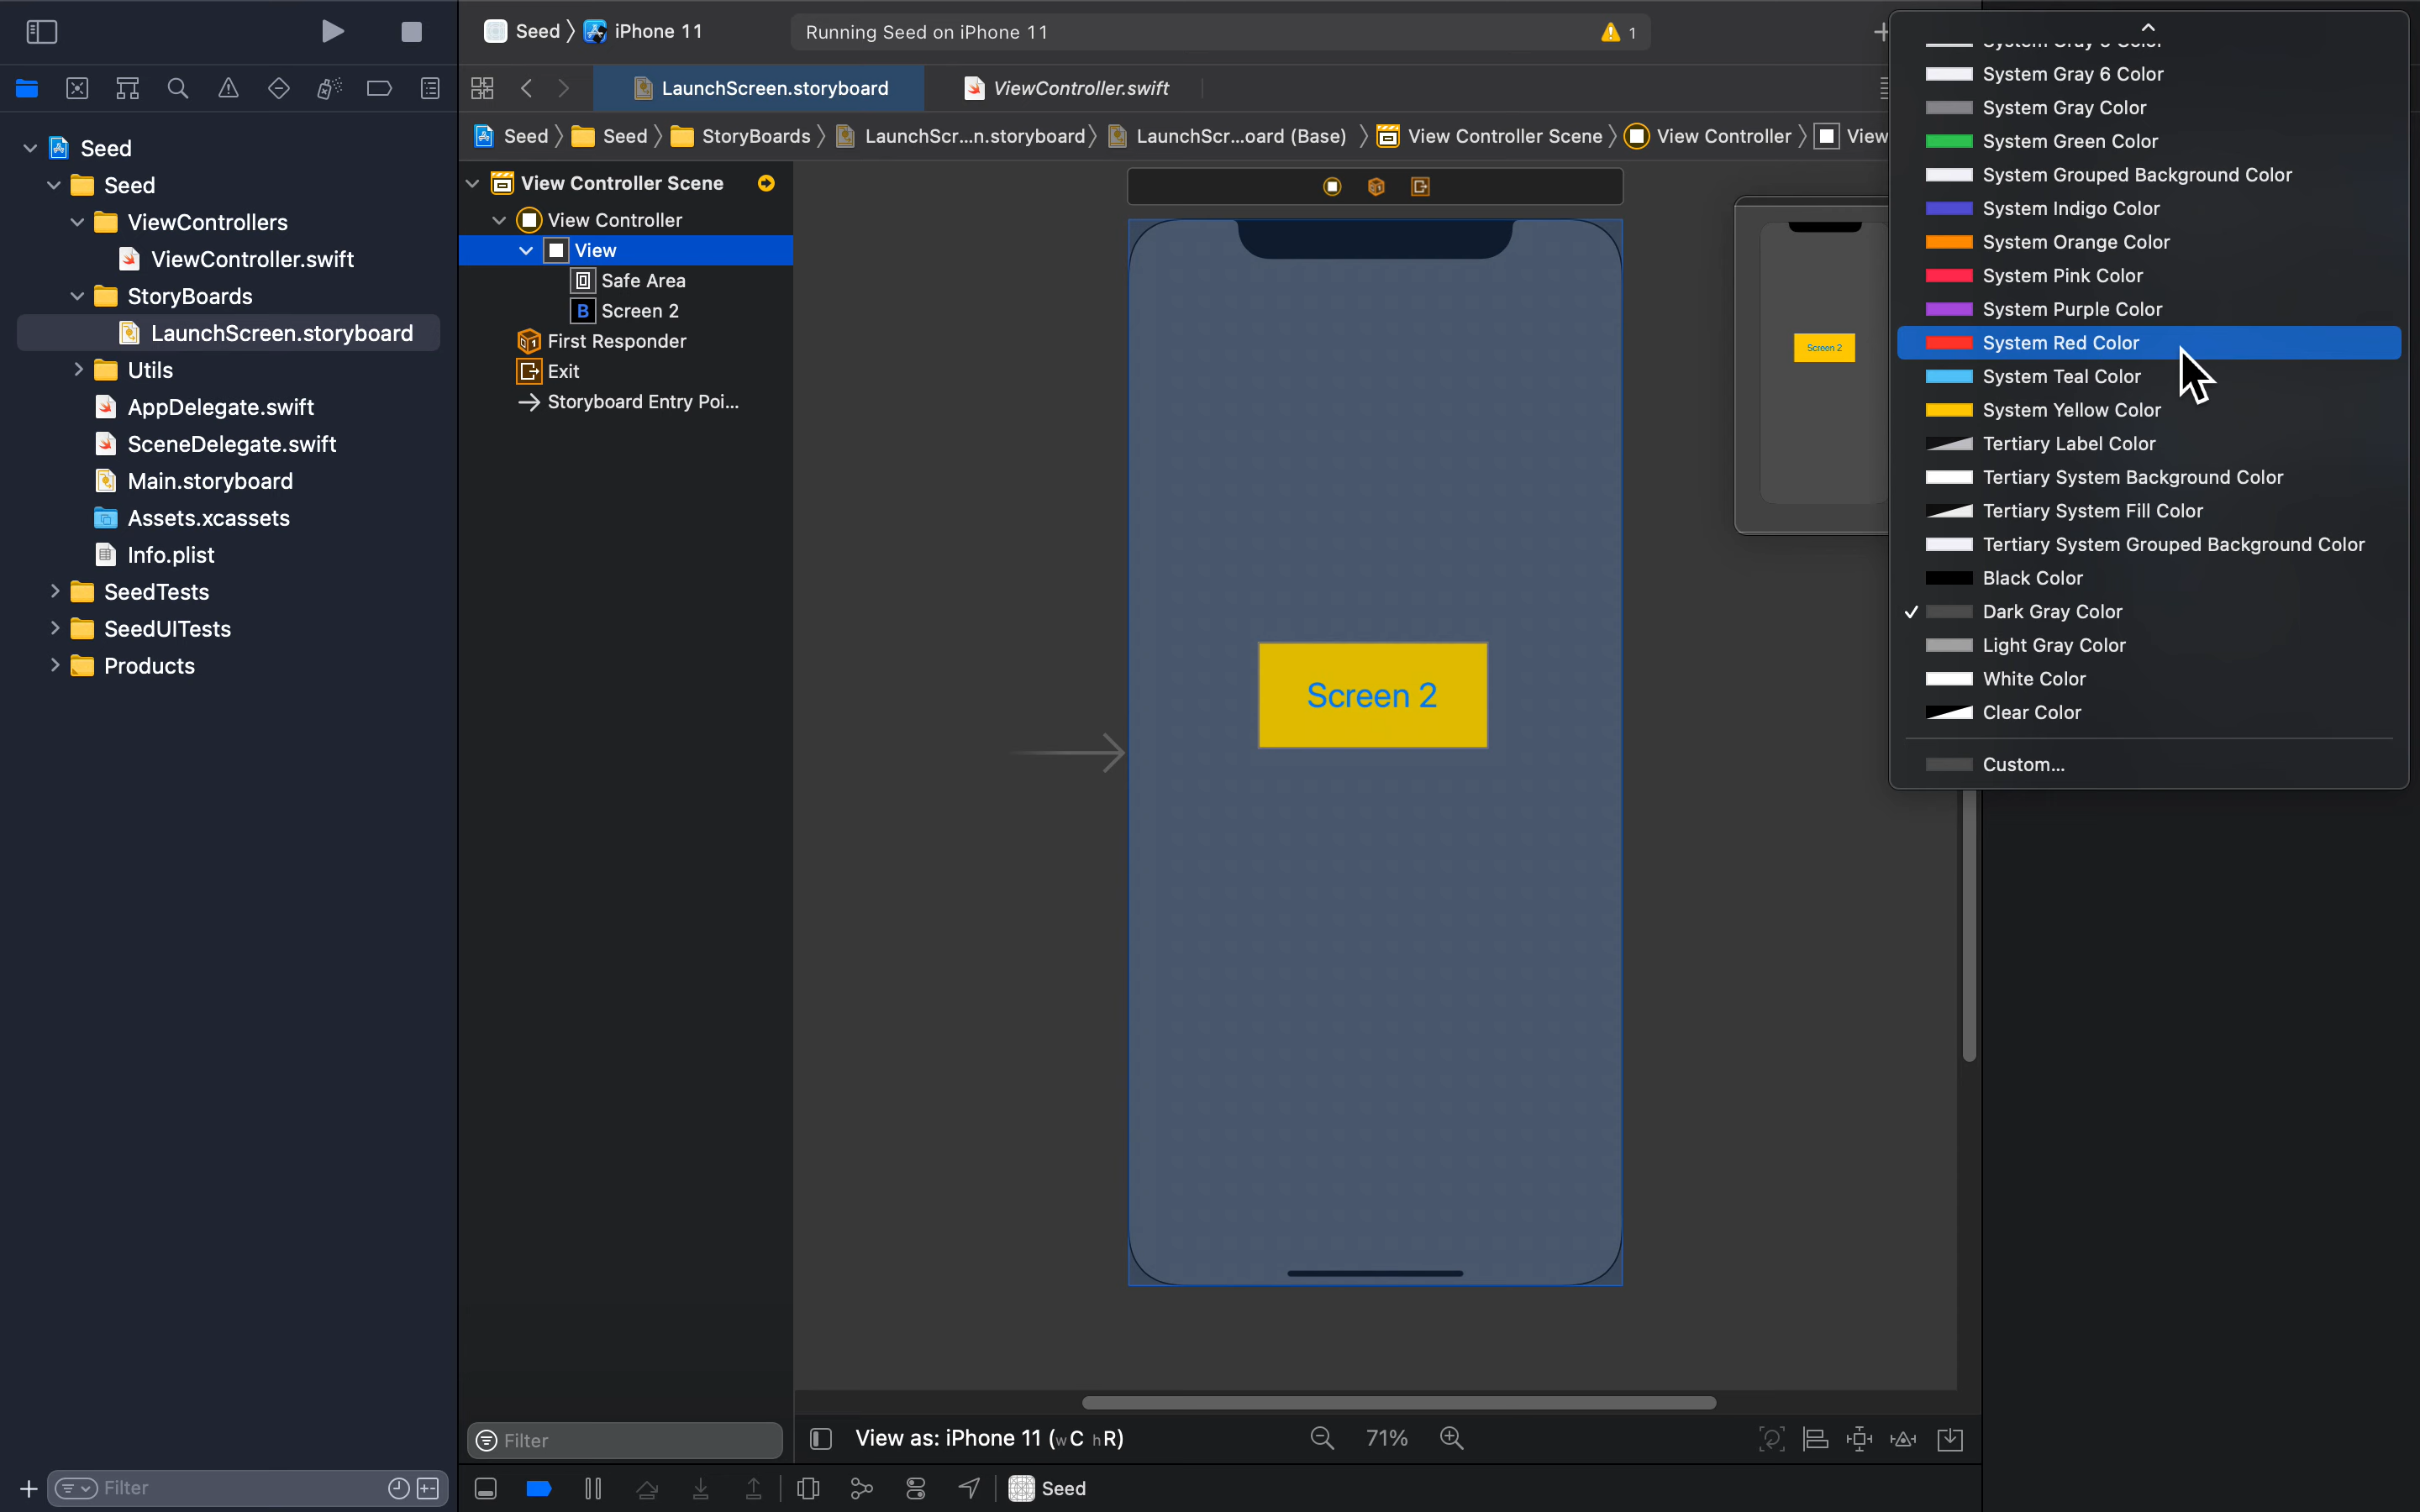 Seed
iPhone 11
Running Seed on iPhone 11
1
LaunchScreen.storyboard
ViewController.swift
Seed
Seed
StoryBoards
LaunchScr...n.storyboard
LaunchScr...oard (Base)
View Controller Scene
View Controller
View
Seed
Seed
ViewControllers
ViewController.swift
StoryBoards
LaunchScreen.storyboard
Utils
AppDelegate.swift
SceneDelegate.swift
Main.storyboard
Assets.xcassets
Info.plist
SeedTests
SeedUITests
Products
Filter
View Controller Scene
View Controller
View
Safe Area
B Screen 2
First Responder
Exit
Storyboard Entry Poi...
Filter
Screen 2
Screen 2
View as: iPhone 11 (wC hR)
71%
Seed
System Gray 6 Color
System Gray Color
System Green Color
System Grouped Background Color
System Indigo Color
System Orange Color
System Pink Color
System Purple Color
System Red Color
System Teal Color
System Yellow Color
Tertiary Label Color
Tertiary System Background Color
Tertiary System Fill Color
Tertiary System Grouped Background Color
Black Color
Dark Gray Color
Light Gray Color
White Color
Clear Color
Custom...